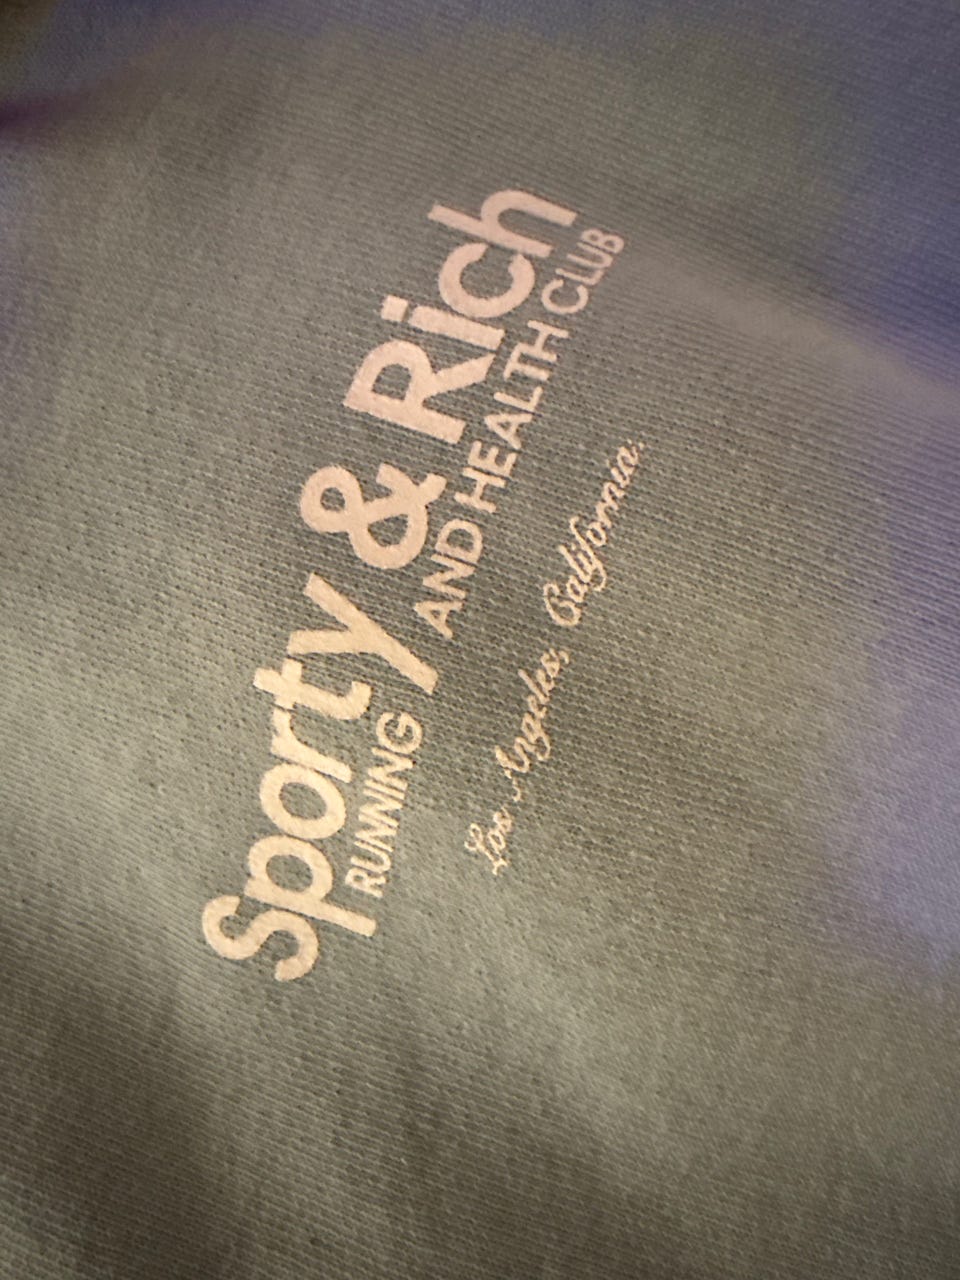 Sporty & Rich
RUNNING AND HEALTH CLUB
Los Angeles, California.